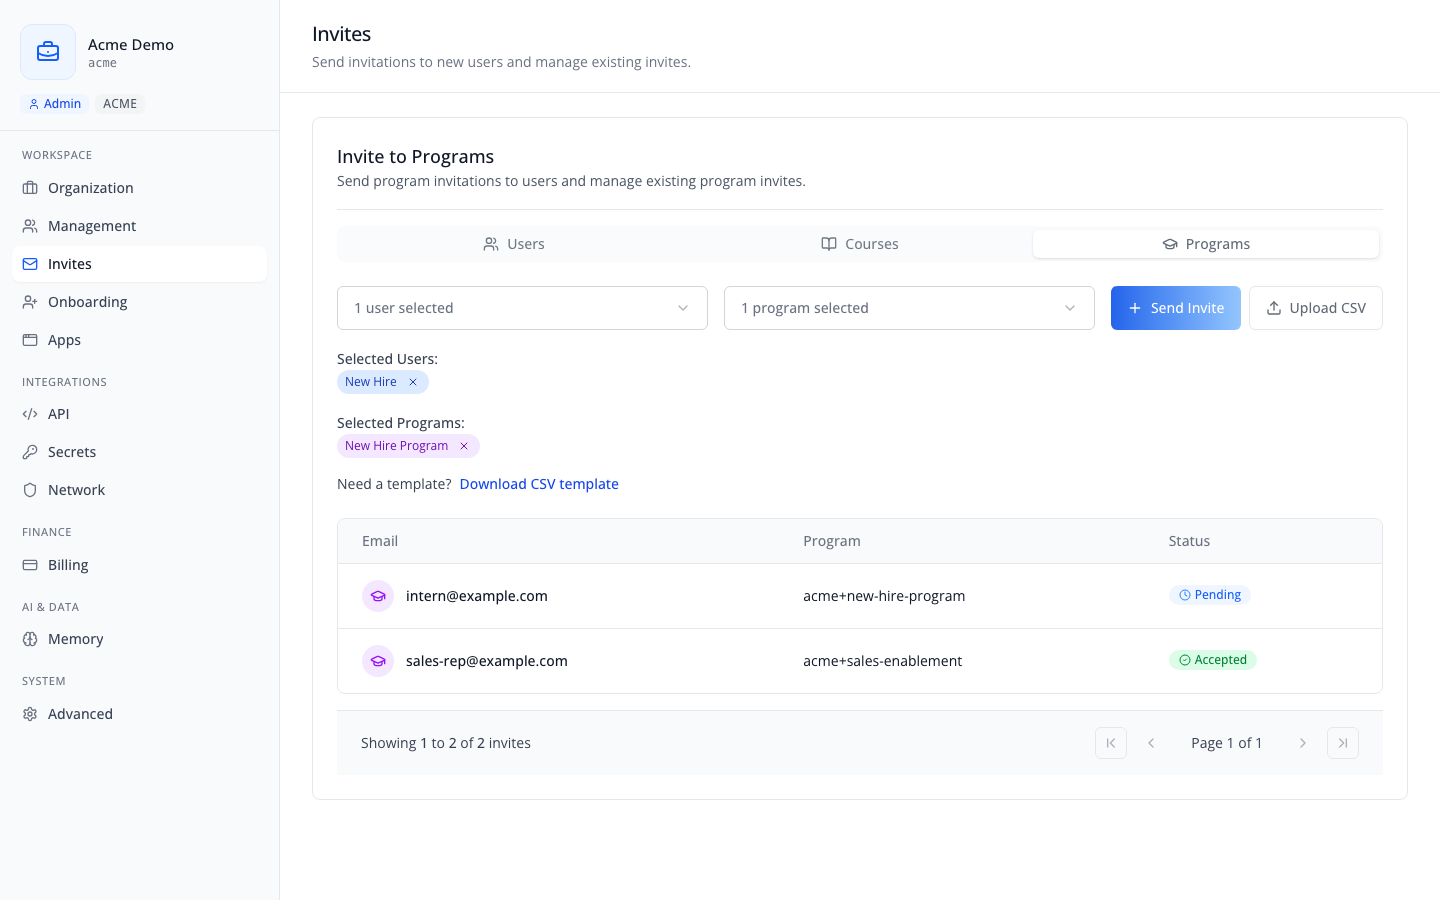 Acme Demo
acme
Admin
ACME
WORKSPACE
Organization
Management
Invites
Onboarding
Apps
INTEGRATIONS
API
Secrets
Network
FINANCE
Billing
AI & DATA
Memory
SYSTEM
Advanced
Invites
Send invitations to new users and manage existing invites.
Invite to Programs
Send program invitations to users and manage existing program invites.
Users
Courses
Programs
1 user selected
1 program selected
Send Invite
Upload CSV
Selected Users:
New Hire
Selected Programs:
New Hire Program
Need a template? Download CSV template
Email Program Status
intern@example.com acme+new-hire-program Pending
sales-rep@example.com acme+sales-enablement Accepted
Showing 1 to 2 of 2 invites
Page 1 of 1